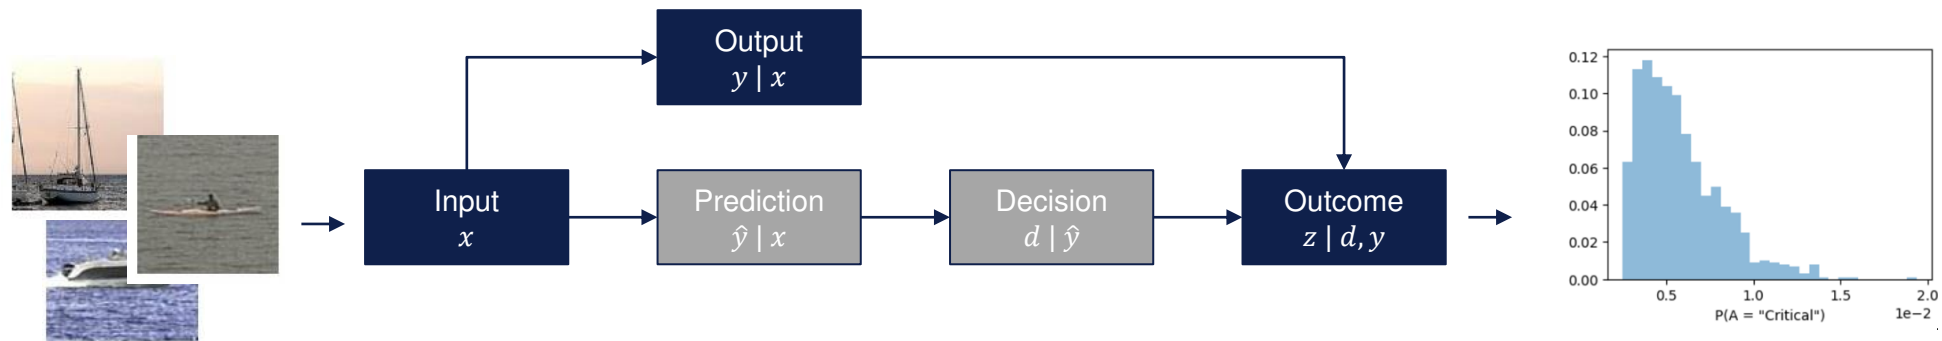 Output
y | x
Input
x
Prediction
ŷ | x
Decision
d | ŷ
Outcome
z | d, y
0.12
0.10
0.08
0.06
0.04
0.02
0.00
0.5
1.0
1.5
2.0
1e−2
P(A = "Critical")